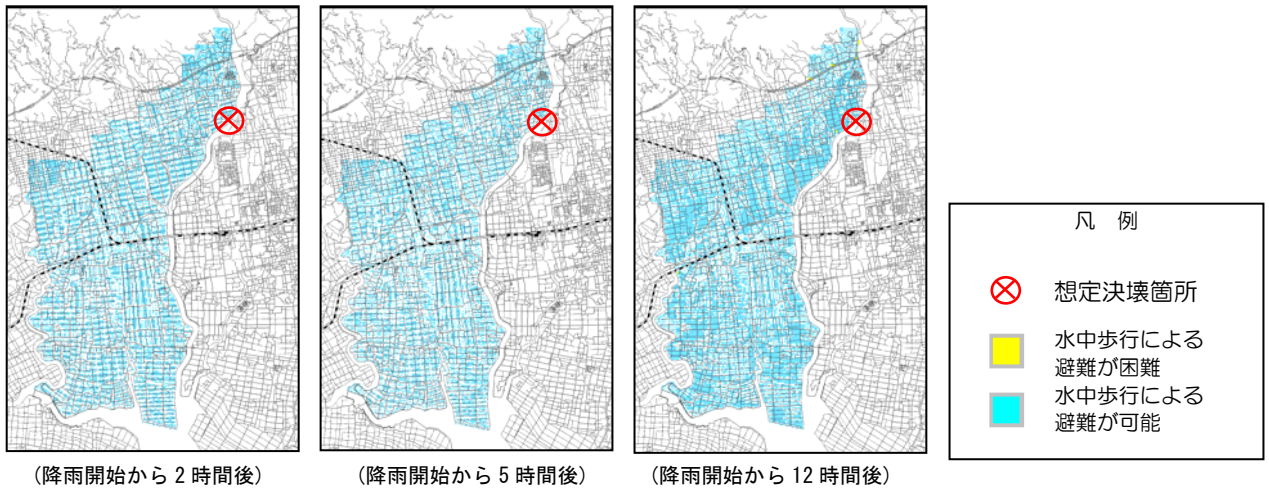 (降雨開始から 2 時間後)
(降雨開始から 5 時間後)
(降雨開始から 12 時間後)
凡 例
想定決壊箇所
水中歩行による
避難が困難
水中歩行による
避難が可能